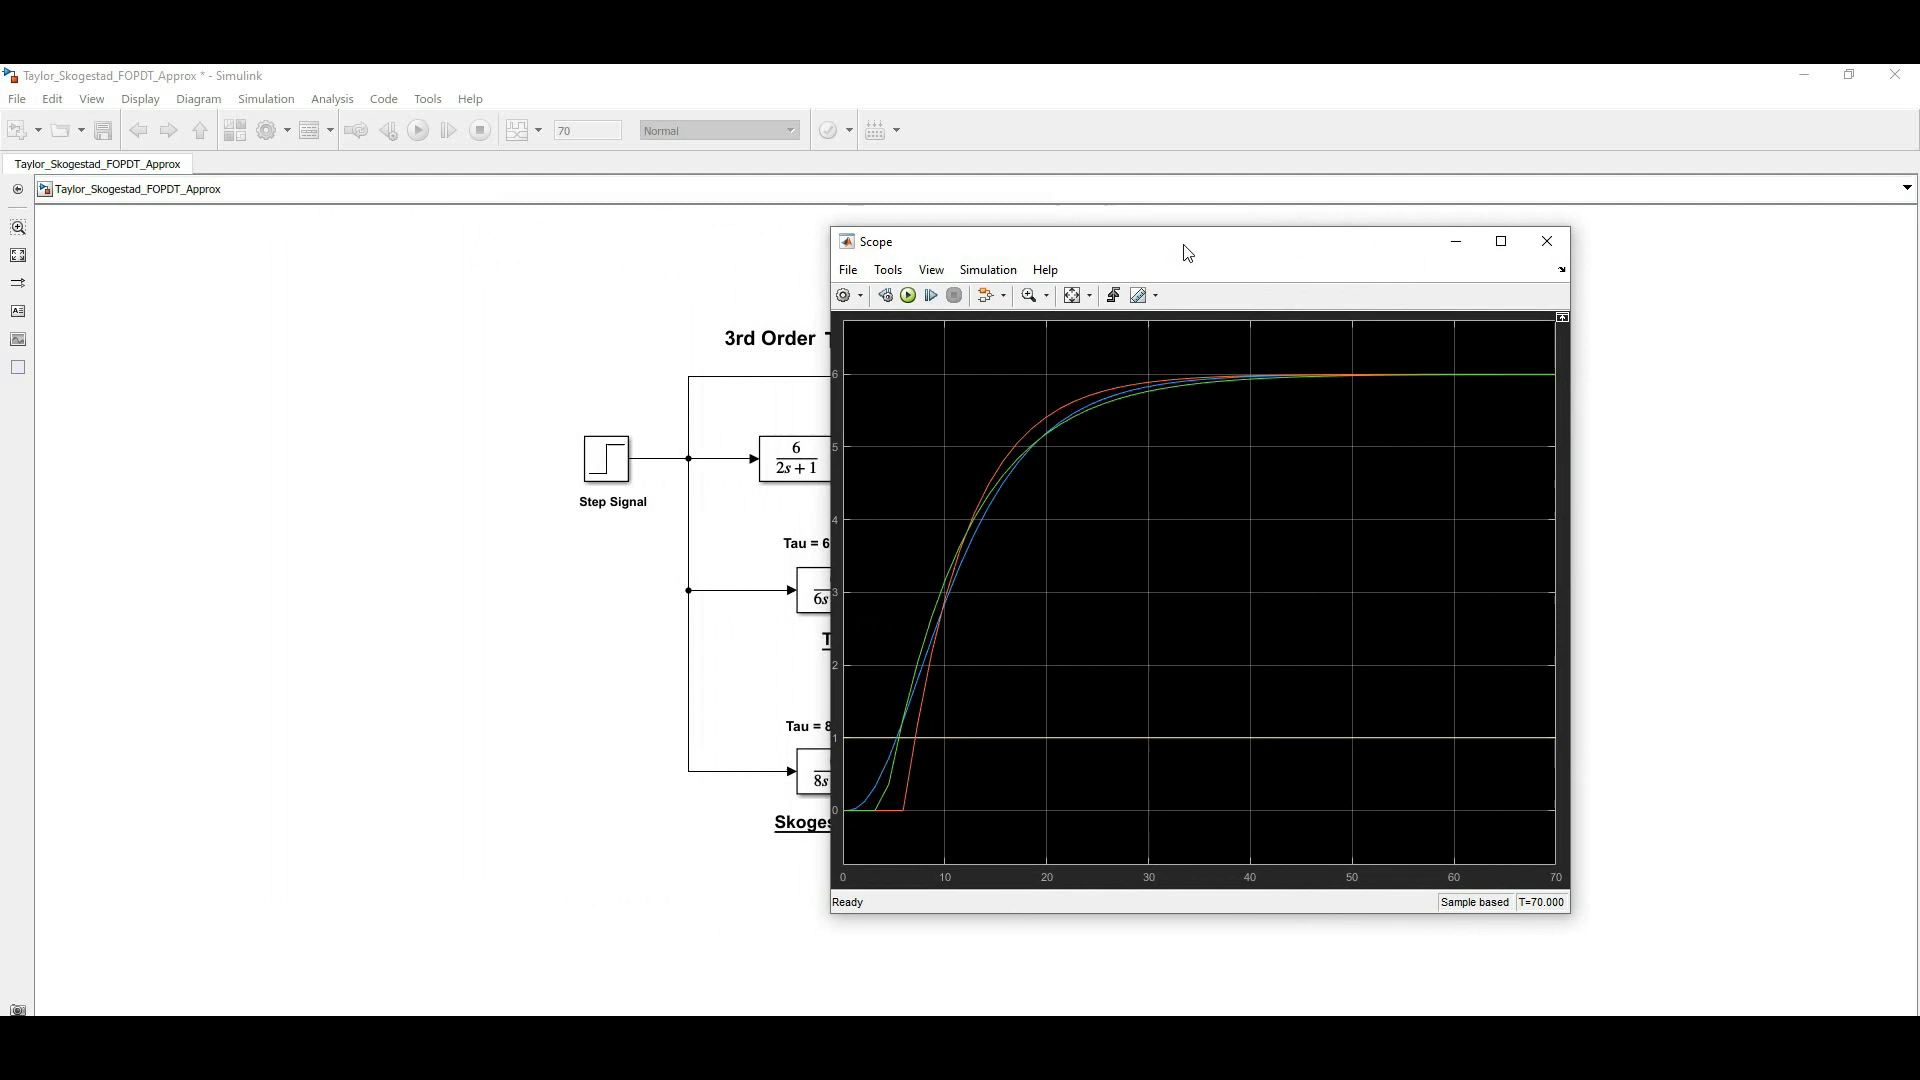 Taylor_Skogestad_FOPDT_Approx * - Simulink
File Edit View Display Diagram Simulation Analysis Code Tools Help
70 Normal
Taylor_Skogestad_FOPDT_Approx
Taylor_Skogestad_FOPDT_Approx
Scope
File Tools View Simulation Help
3rd Order
6
2s+1
Step Signal
Tau = 6
6s
T
Tau = 8
8s
Skoges
6
5
4
3
2
1
0
0 10 20 30 40 50 60 70
Ready Sample based T=70.000